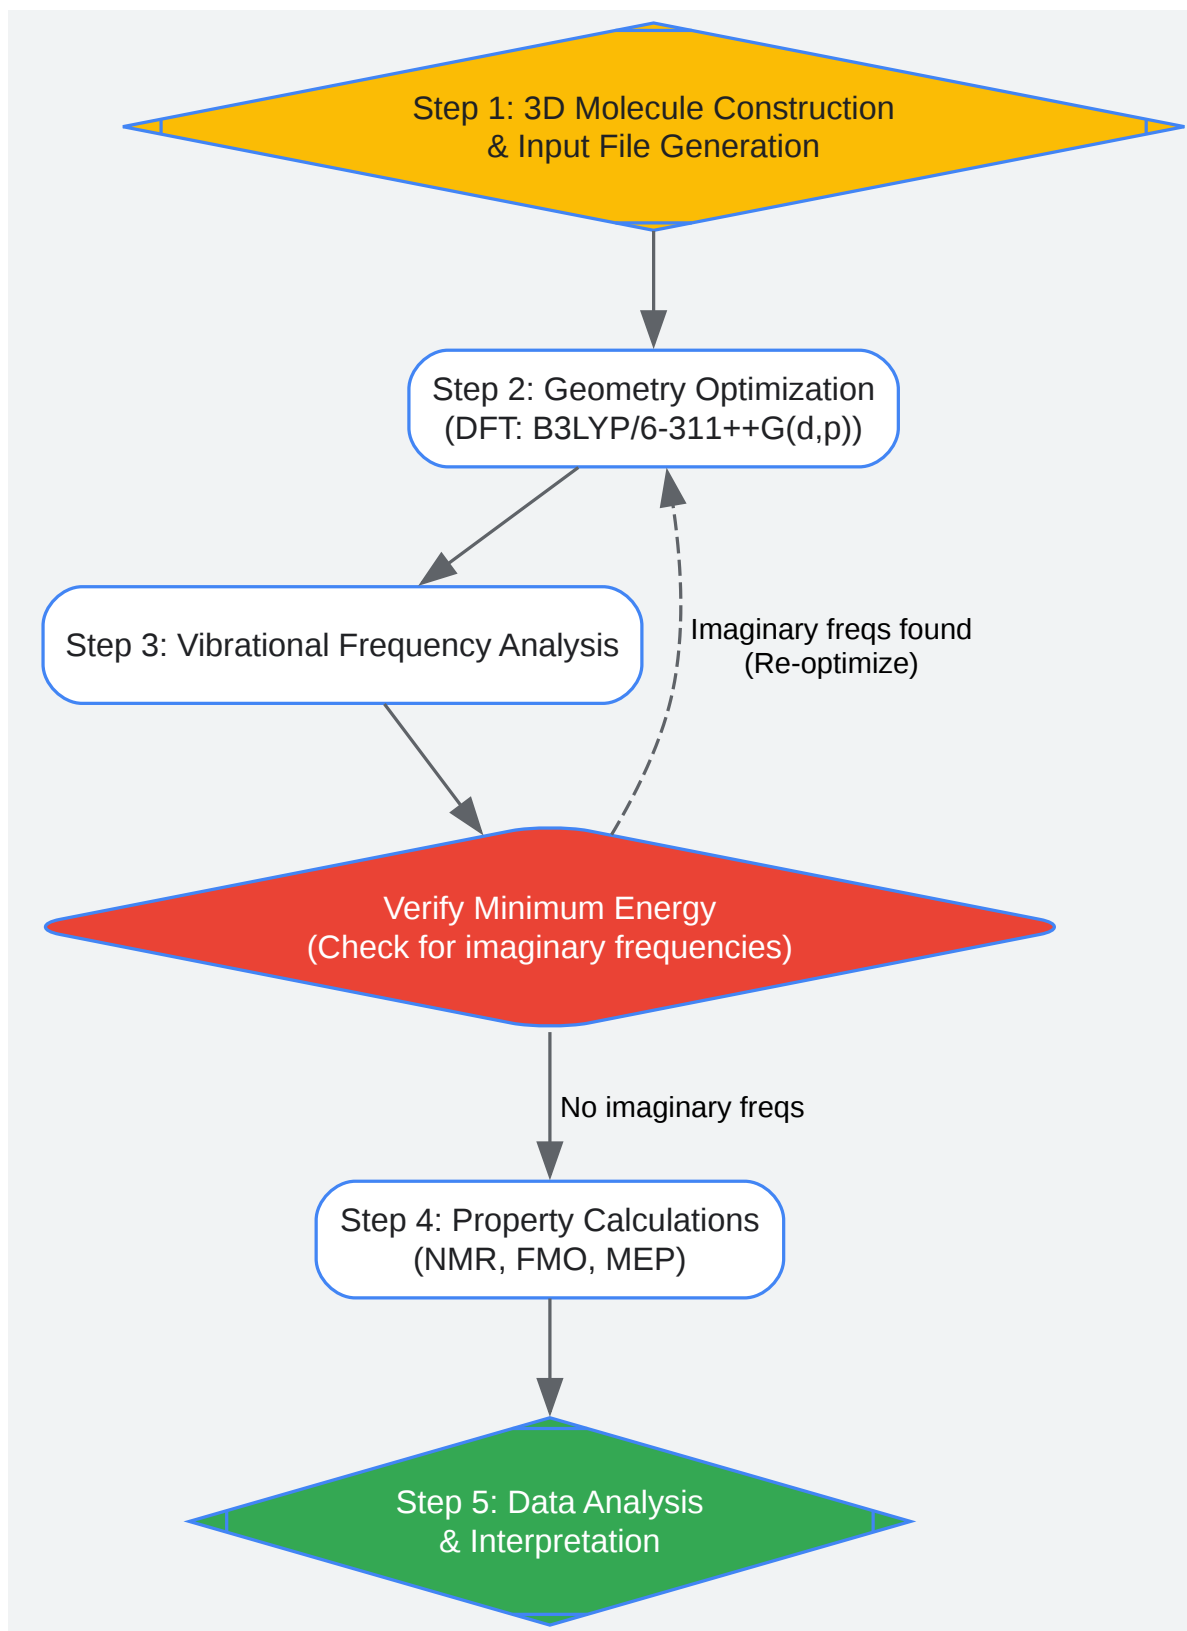 Step 1: 3D Molecule Construction
& Input File Generation
Step 2: Geometry Optimization
(DFT: B3LYP/6-311++G(d,p))
Step 3: Vibrational Frequency Analysis
Imaginary freqs found
(Re-optimize)
Verify Minimum Energy
(Check for imaginary frequencies)
No imaginary freqs
Step 4: Property Calculations
(NMR, FMO, MEP)
Step 5: Data Analysis
& Interpretation